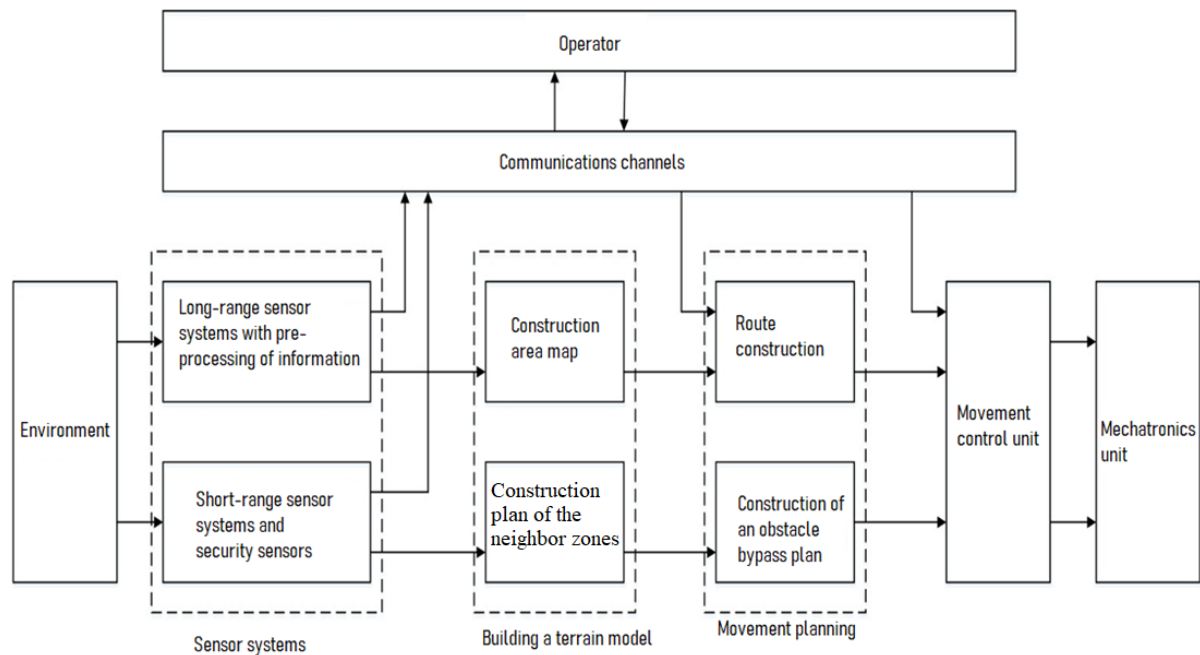 Operator
Communications channels
Environment
Long-range sensor
systems with pre-
processing of information
Short-range sensor
systems and
security sensors
Sensor systems
Construction
area map
Construction
plan of the
neighbor zones
Building a terrain model
Route
construction
Construction of
an obstacle
bypass plan
Movement planning
Movement
control unit
Mechatronics
unit